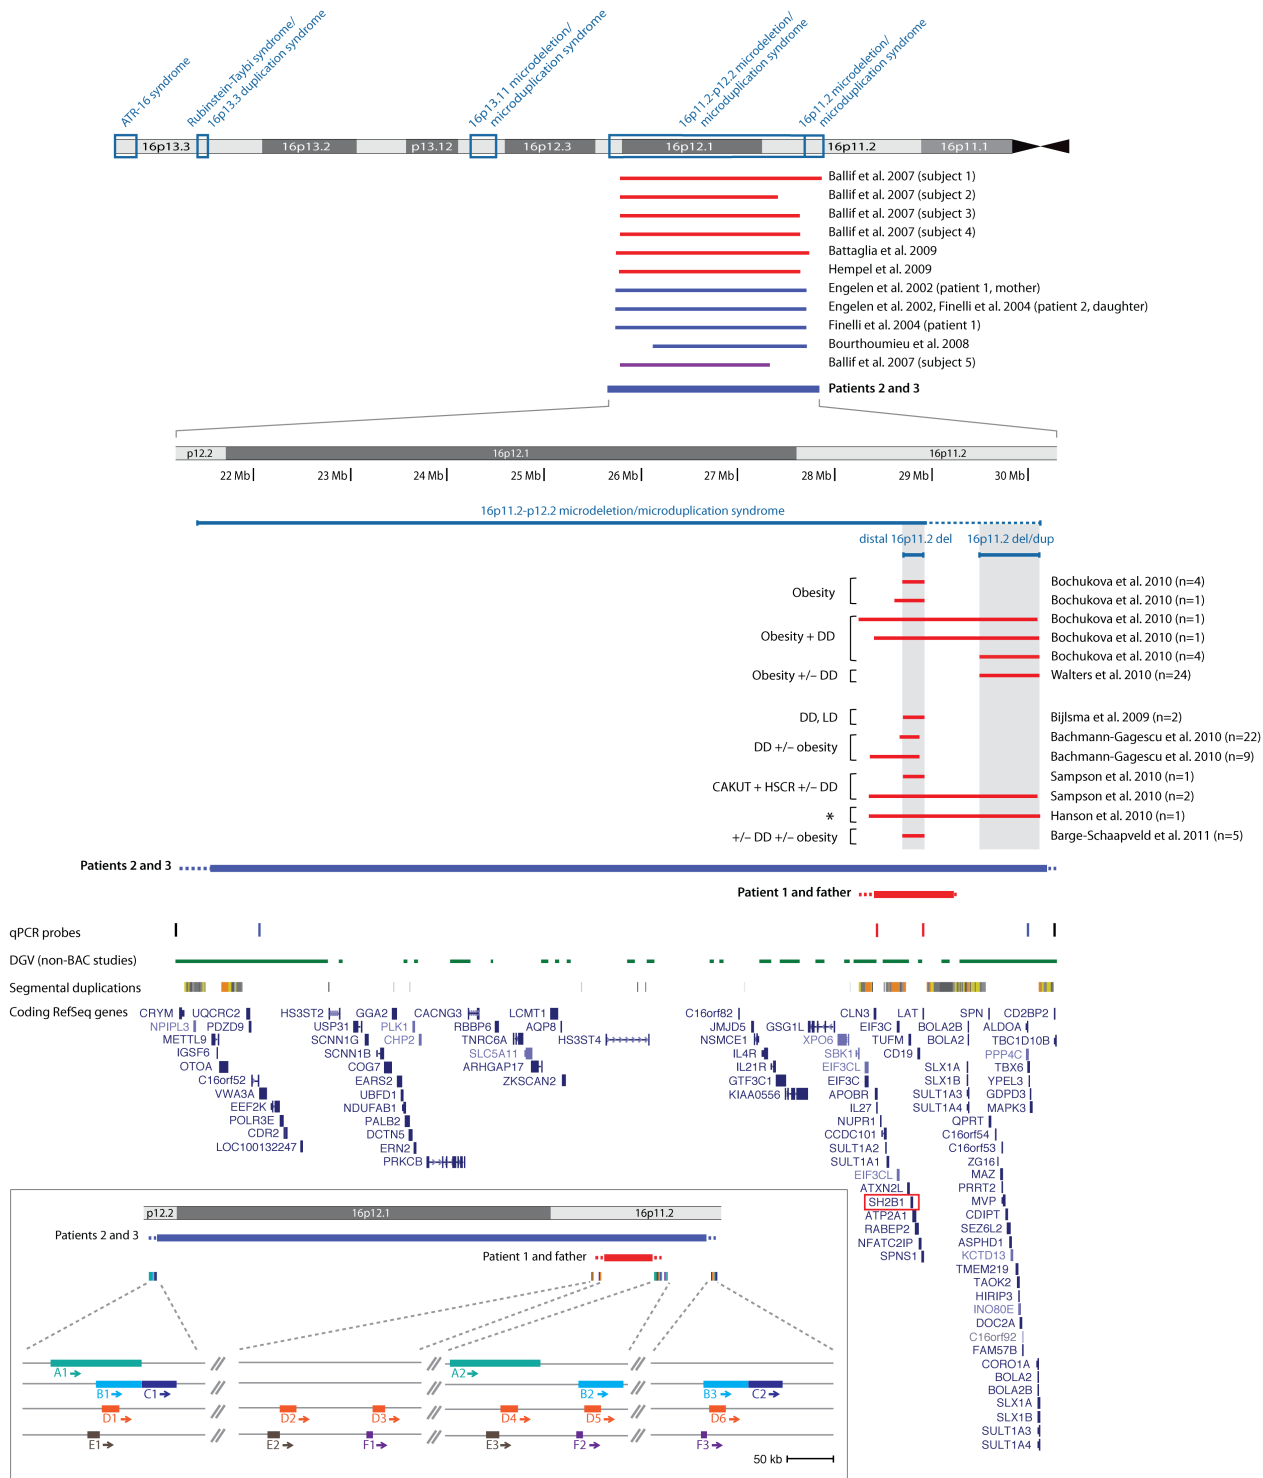 ATR-16 syndrome
Rubinstein-Taybi syndrome/
16p13.3 duplication syndrome
16p13.11 microdeletion/
microduplication syndrome
16p11.2-p12.2 microdeletion/
microduplication syndrome
16p11.2 microdeletion/
microduplication syndrome
16p13.3 16p13.2 p13.12 16p12.3 16p12.1 16p11.2 16p11.1
Ballif et al. 2007 (subject 1)
Ballif et al. 2007 (subject 2)
Ballif et al. 2007 (subject 3)
Ballif et al. 2007 (subject 4)
Battaglia et al. 2009
Hempel et al. 2009
Engelen et al. 2002 (patient 1, mother)
Engelen et al. 2002, Finelli et al. 2004 (patient 2, daughter)
Finelli et al. 2004 (patient 1)
Bourthoumieu et al. 2008
Ballif et al. 2007 (subject 5)
Patients 2 and 3
p12.2 16p12.1 16p11.2
22 Mb 23 Mb 24 Mb 25 Mb 26 Mb 27 Mb 28 Mb 29 Mb 30 Mb
16p11.2-p12.2 microdeletion/microduplication syndrome
distal 16p11.2 del 16p11.2 del/dup
Obesity
Bochukova et al. 2010 (n=4)
Bochukova et al. 2010 (n=1)
Obesity + DD
Bochukova et al. 2010 (n=1)
Bochukova et al. 2010 (n=1)
Bochukova et al. 2010 (n=4)
Obesity +/– DD Walters et al. 2010 (n=24)
DD, LD Bijlsma et al. 2009 (n=2)
DD +/– obesity
Bachmann-Gagescu et al. 2010 (n=22)
Bachmann-Gagescu et al. 2010 (n=9)
CAKUT + HSCR +/– DD
Sampson et al. 2010 (n=1)
Sampson et al. 2010 (n=2)
* Hanson et al. 2010 (n=1)
+/– DD +/– obesity Barge-Schaapveld et al. 2011 (n=5)
Patients 2 and 3
Patient 1 and father
qPCR probes
DGV (non-BAC studies)
Segmental duplications
Coding RefSeq genes
CRYM UQCRC2 HS3ST2 GGA2 CACNG3 LCMT1 C16orf82 CLN3 LAT SPN CD2BP2
NPIPL3 PDZD9 USP31 PLK1 RBBP6 AQP8 JMJD5 GSG1L EIF3C BOLA2B ALDOA
METTL9 SCNN1G CHP2 TNRC6A HS3ST4 NSMCE1 XPO6 TUFM BOLA2 TBC1D10B
IGSF6 SCNN1B SLC5A11 IL4R SBK1 CD19 PPP4C
OTOA COG7 ARHGAP17 IL21R EIF3CL SLX1A TBX6
C16orf52 EARS2 ZKSCAN2 GTF3C1 EIF3C SLX1B YPEL3
VWA3A UBFD1 KIAA0556 APOBR SULT1A3 GDPD3
EEF2K NDUFAB1 IL27 SULT1A4 MAPK3
POLR3E PALB2 NUPR1 QPRT
CDR2 DCTN5 CCDC101 C16orf54
LOC100132247 ERN2 SULT1A2 C16orf53
PRKCB SULT1A1 ZG16
EIF3CL MAZ
ATXN2L PRRT2
SH2B1 MVP
ATP2A1 CDIPT
RABEP2 SEZ6L2
NFATC2IP ASPHD1
SPNS1 KCTD13
TMEM219
TAOK2
HIRIP3
INO80E
DOC2A
C16orf92
FAM57B
CORO1A
BOLA2
BOLA2B
SLX1A
SLX1B
SULT1A3
SULT1A4
p12.2 16p12.1 16p11.2
Patients 2 and 3
Patient 1 and father
A1 A2
B1 C1 B2 B3 C2
D1 D2 D3 D4 D5 D6
E1 E2 F1 E3 F2 F3
50 kb